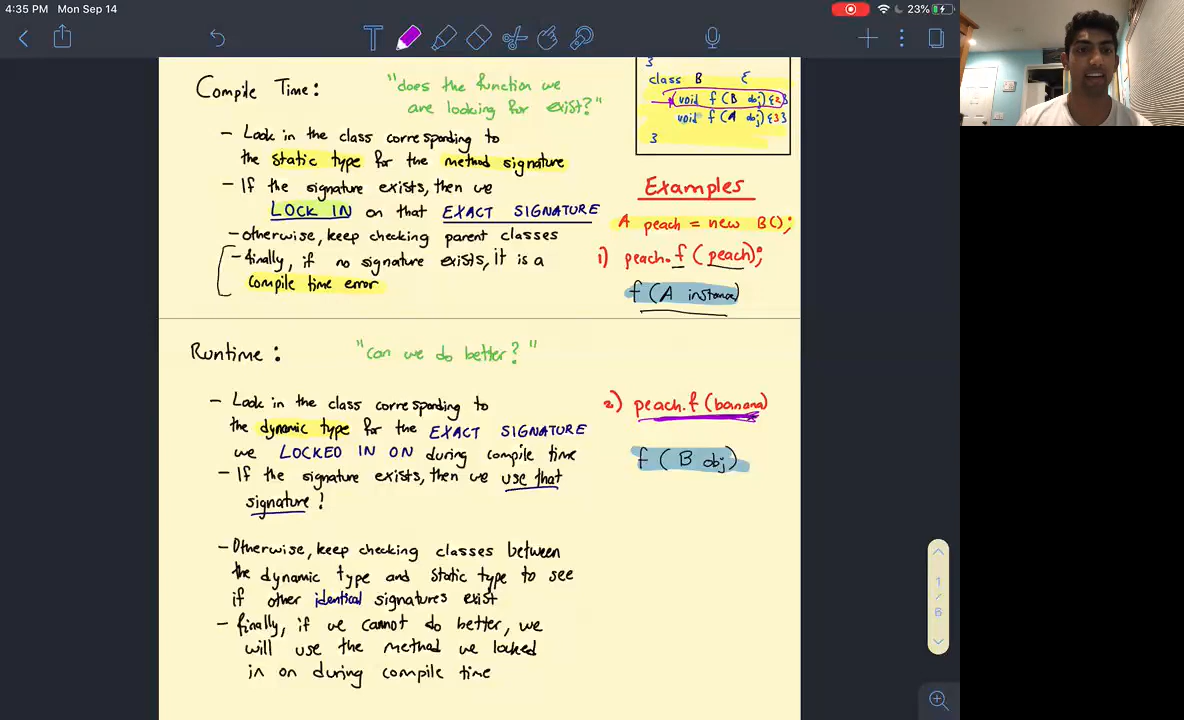 4:35 PM Mon Sep 14
23%
Compile Time:
"does the function we
are looking for exist?"
- Look in the class corresponding to
the static type for the method signature
- If the signature exists, then we
LOCK IN on that EXACT SIGNATURE
- otherwise, keep checking parent classes
- finally, if no signature exists, it is a
compile time error
}
class B {
void f (B obj) {2}
void f (A obj) {3}
}
Examples
A peach = new B();
1) peach.f (peach);
f (A instance)
Runtime:
"can we do better?"
- Look in the class corresponding to
the dynamic type for the EXACT SIGNATURE
we LOCKED IN ON during compile time
- If the signature exists, then we use that
signature!
- Otherwise, keep checking classes between
the dynamic type and static type to see
if other identical signatures exist
- finally, if we cannot do better, we
will use the method we locked
in on during compile time
2) peach.f (banana)
f ( B obj)
1
/
8